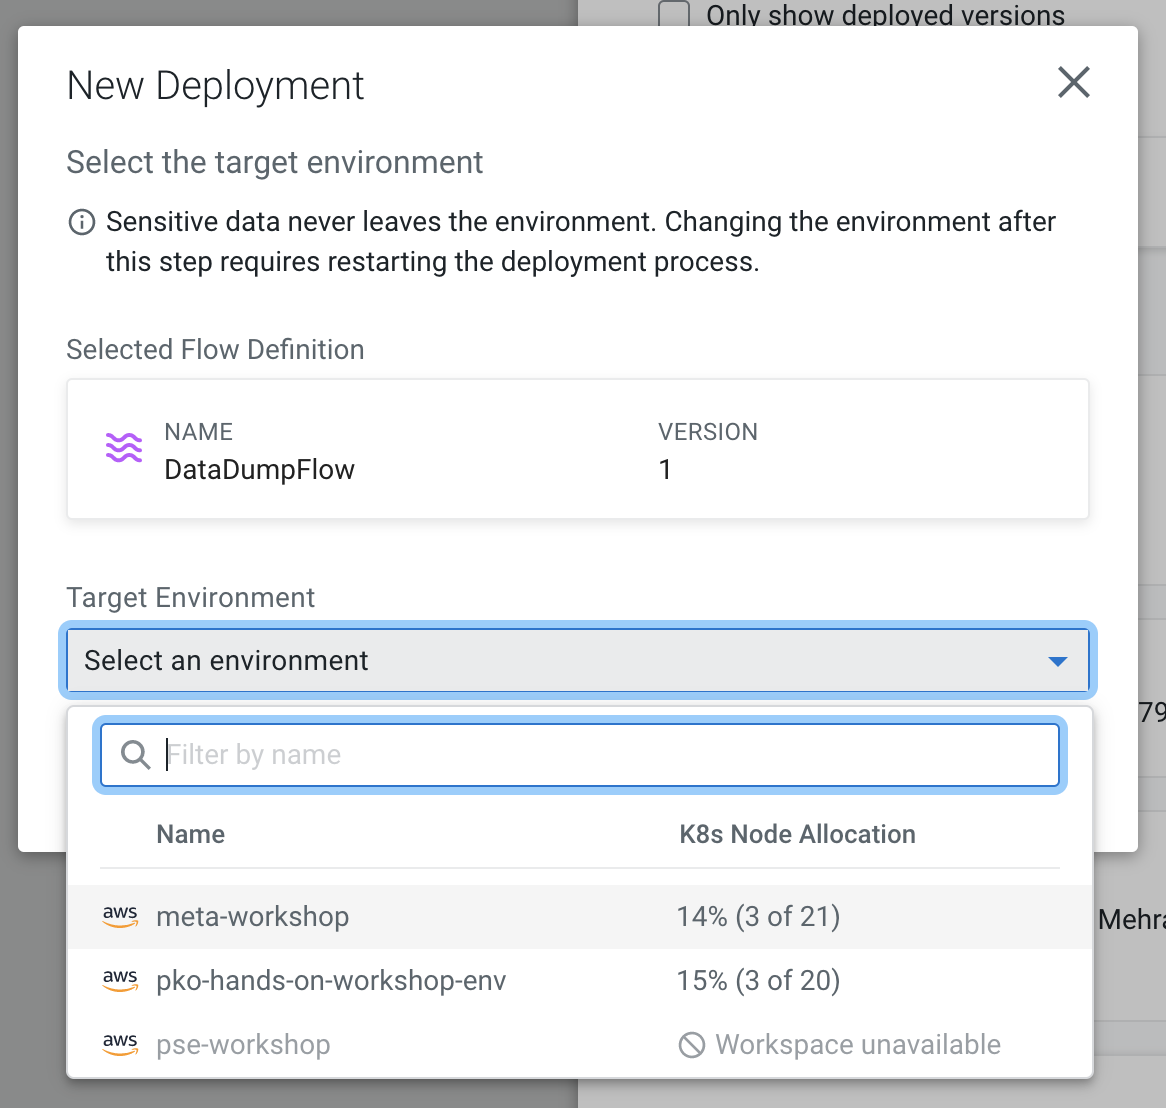 Only show deployed versions
New Deployment
Select the target environment
Sensitive data never leaves the environment. Changing the environment after
this step requires restarting the deployment process.
Selected Flow Definition
NAME VERSION
DataDumpFlow 1
Target Environment
Select an environment
79
Filter by name
Name K8s Node Allocation
aws meta-workshop 14% (3 of 21)
Mehra
aws pko-hands-on-workshop-env 15% (3 of 20)
aws pse-workshop Workspace unavailable